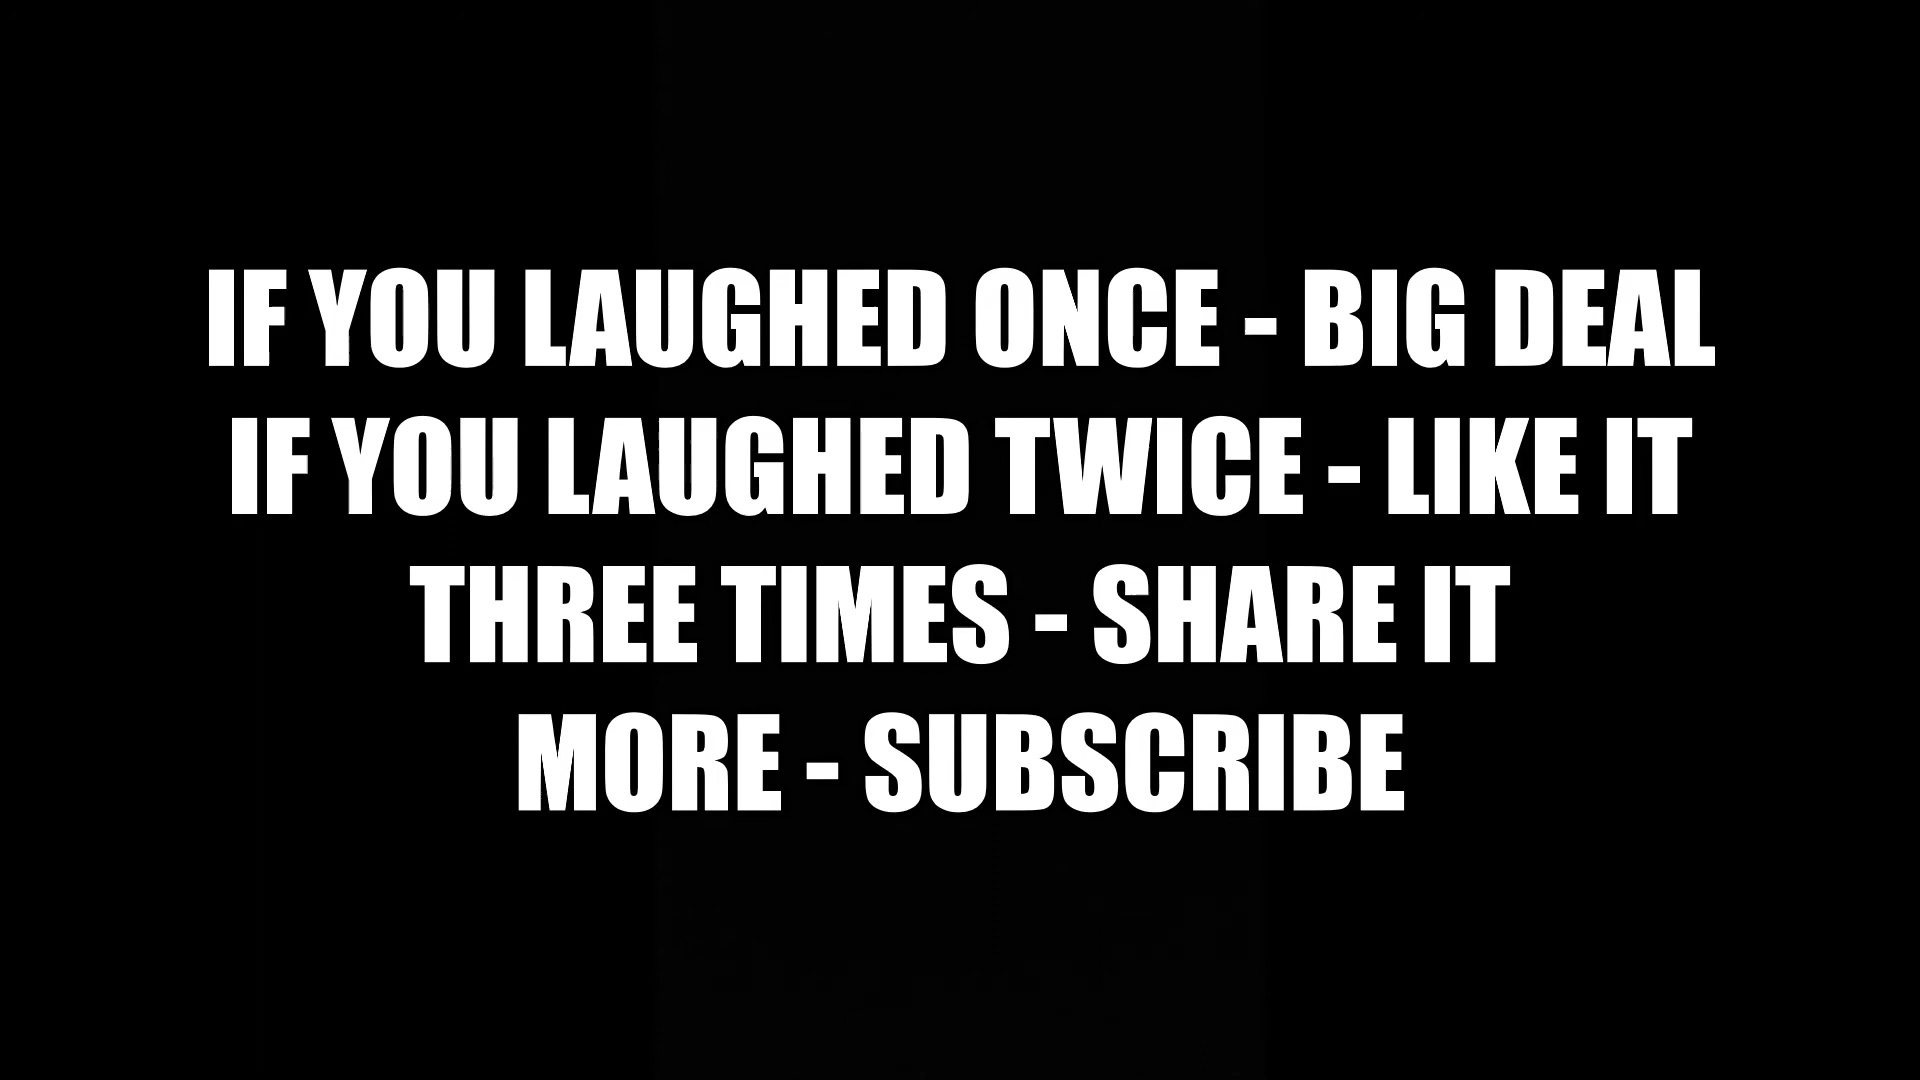 IF YOU LAUGHED ONCE - BIG DEAL
IF YOU LAUGHED TWICE - LIKE IT
THREE TIMES - SHARE IT
MORE - SUBSCRIBE